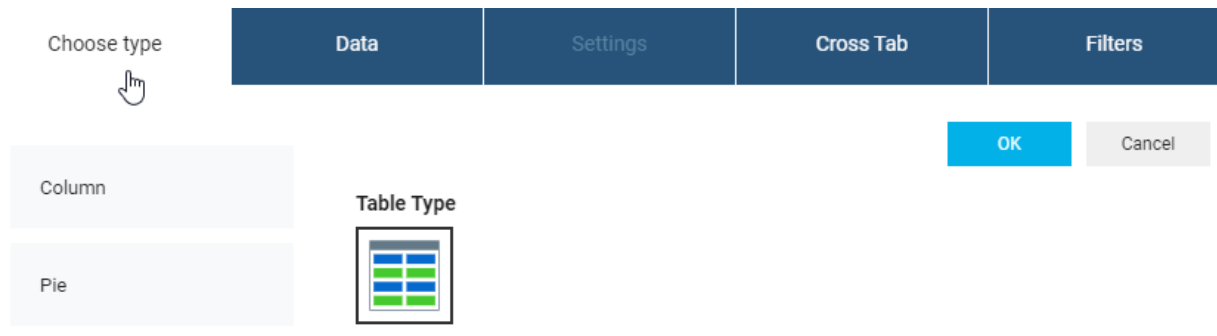 Choose type
Data
Settings
Cross Tab
Filters
OK
Cancel
Column
Table Type
Pie